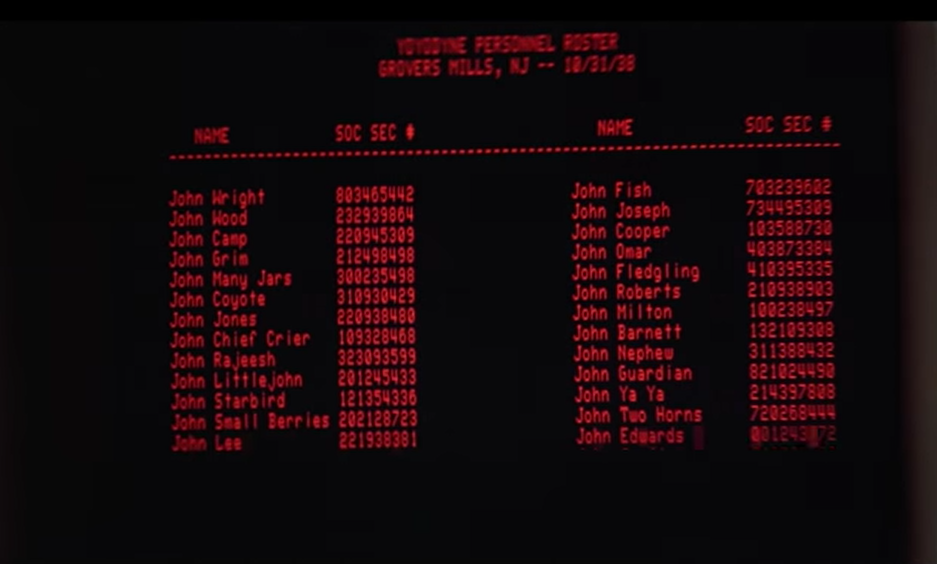 YOYODYNE PERSONNEL ROSTER
GROVERS MILLS, NJ -- 10/31/38
NAME SOC SEC # NAME SOC SEC #
John Wright 803465442 John Fish 703239602
John Wood 232939864 John Joseph 734495309
John Camp 220945309 John Cooper 103588730
John Grim 212498498 John Omar 403873384
John Many Jars 300235498 John Fledgling 410395335
John Coyote 310930429 John Roberts 210938903
John Jones 220938480 John Milton 100238497
John Chief Crier 109328468 John Barnett 132109308
John Rajeesh 323093599 John Nephew 311388432
John Littlejohn 201245433 John Guardian 821024490
John Starbird 121354336 John Ya Ya 214397808
John Small Berries 202128723 John Two Horns 720268444
John Lee 221938381 John Edwards